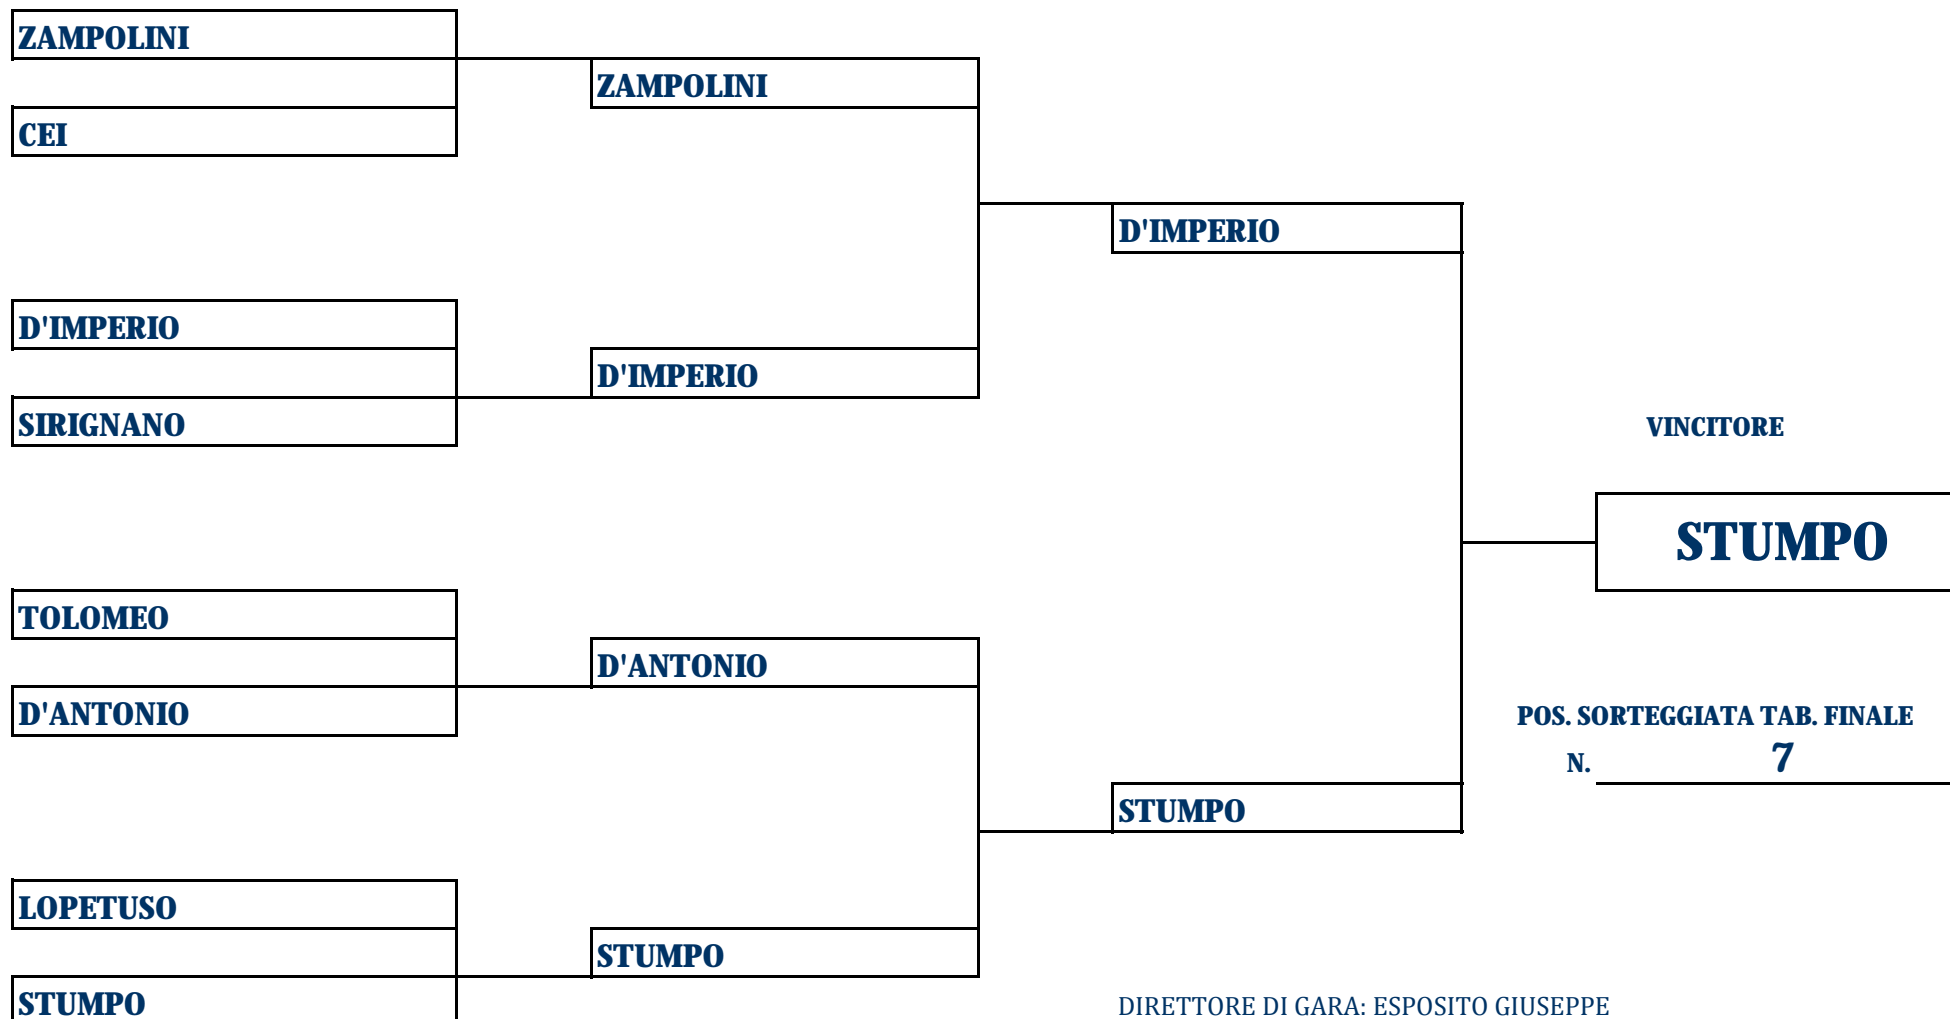 ZAMPOLINI
ZAMPOLINI
CEI
D'IMPERIO
D'IMPERIO
D'IMPERIO
SIRIGNANO
VINCITORE
STUMPO
TOLOMEO
D'ANTONIO
D'ANTONIO
POS. SORTEGGIATA TAB. FINALE
N. 7
STUMPO
LOPETUSO
STUMPO
STUMPO
DIRETTORE DI GARA: ESPOSITO GIUSEPPE